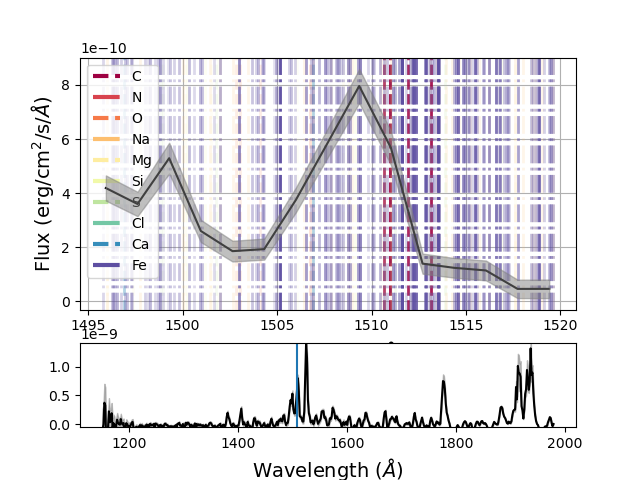 1e−10
Flux (erg/cm²/s/Å)
8
6
4
2
0
C
N
O
Na
Mg
Si
S
Cl
Ca
Fe
1495 1500 1505 1510 1515 1520
1e−9
1.0
0.5
0.0
1200 1400 1600 1800 2000
Wavelength (Å)